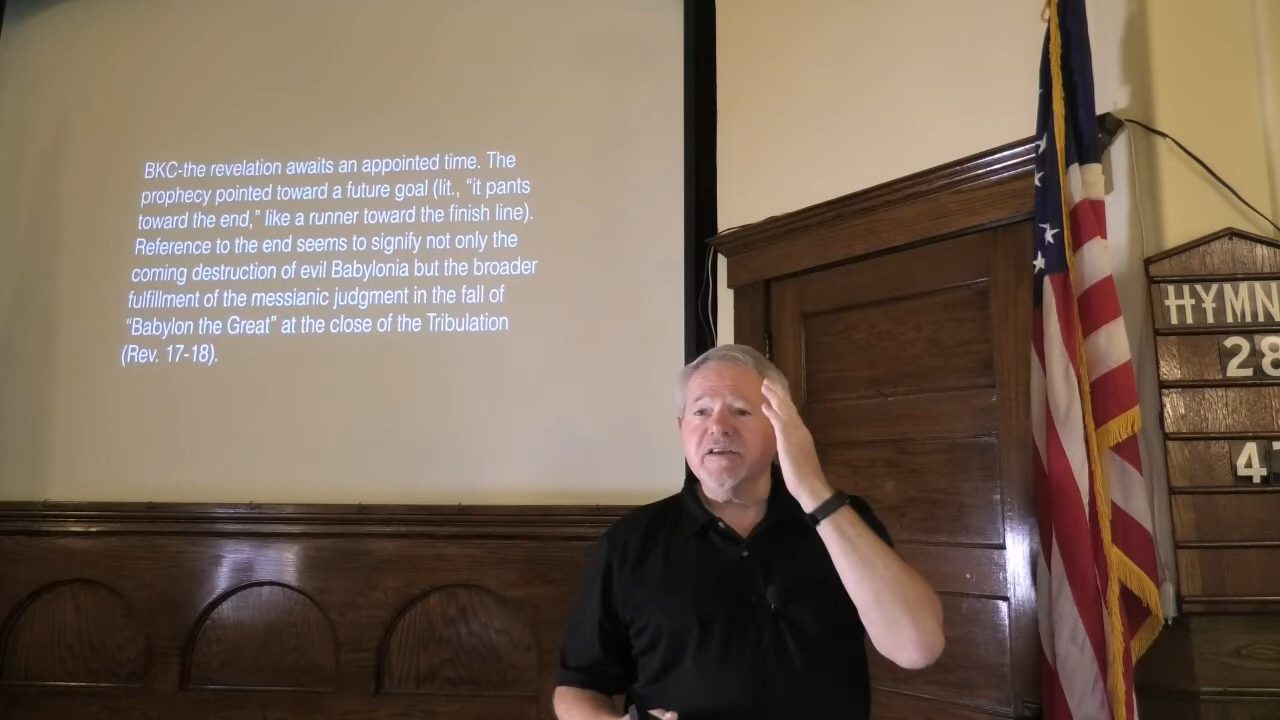 BKC-the revelation awaits an appointed time. The
prophecy pointed toward a future goal (lit., “it pants
toward the end,” like a runner toward the finish line).
Reference to the end seems to signify not only the
coming destruction of evil Babylonia but the broader
fulfillment of the messianic judgment in the fall of
“Babylon the Great” at the close of the Tribulation
(Rev. 17-18).
HYMN
28
4